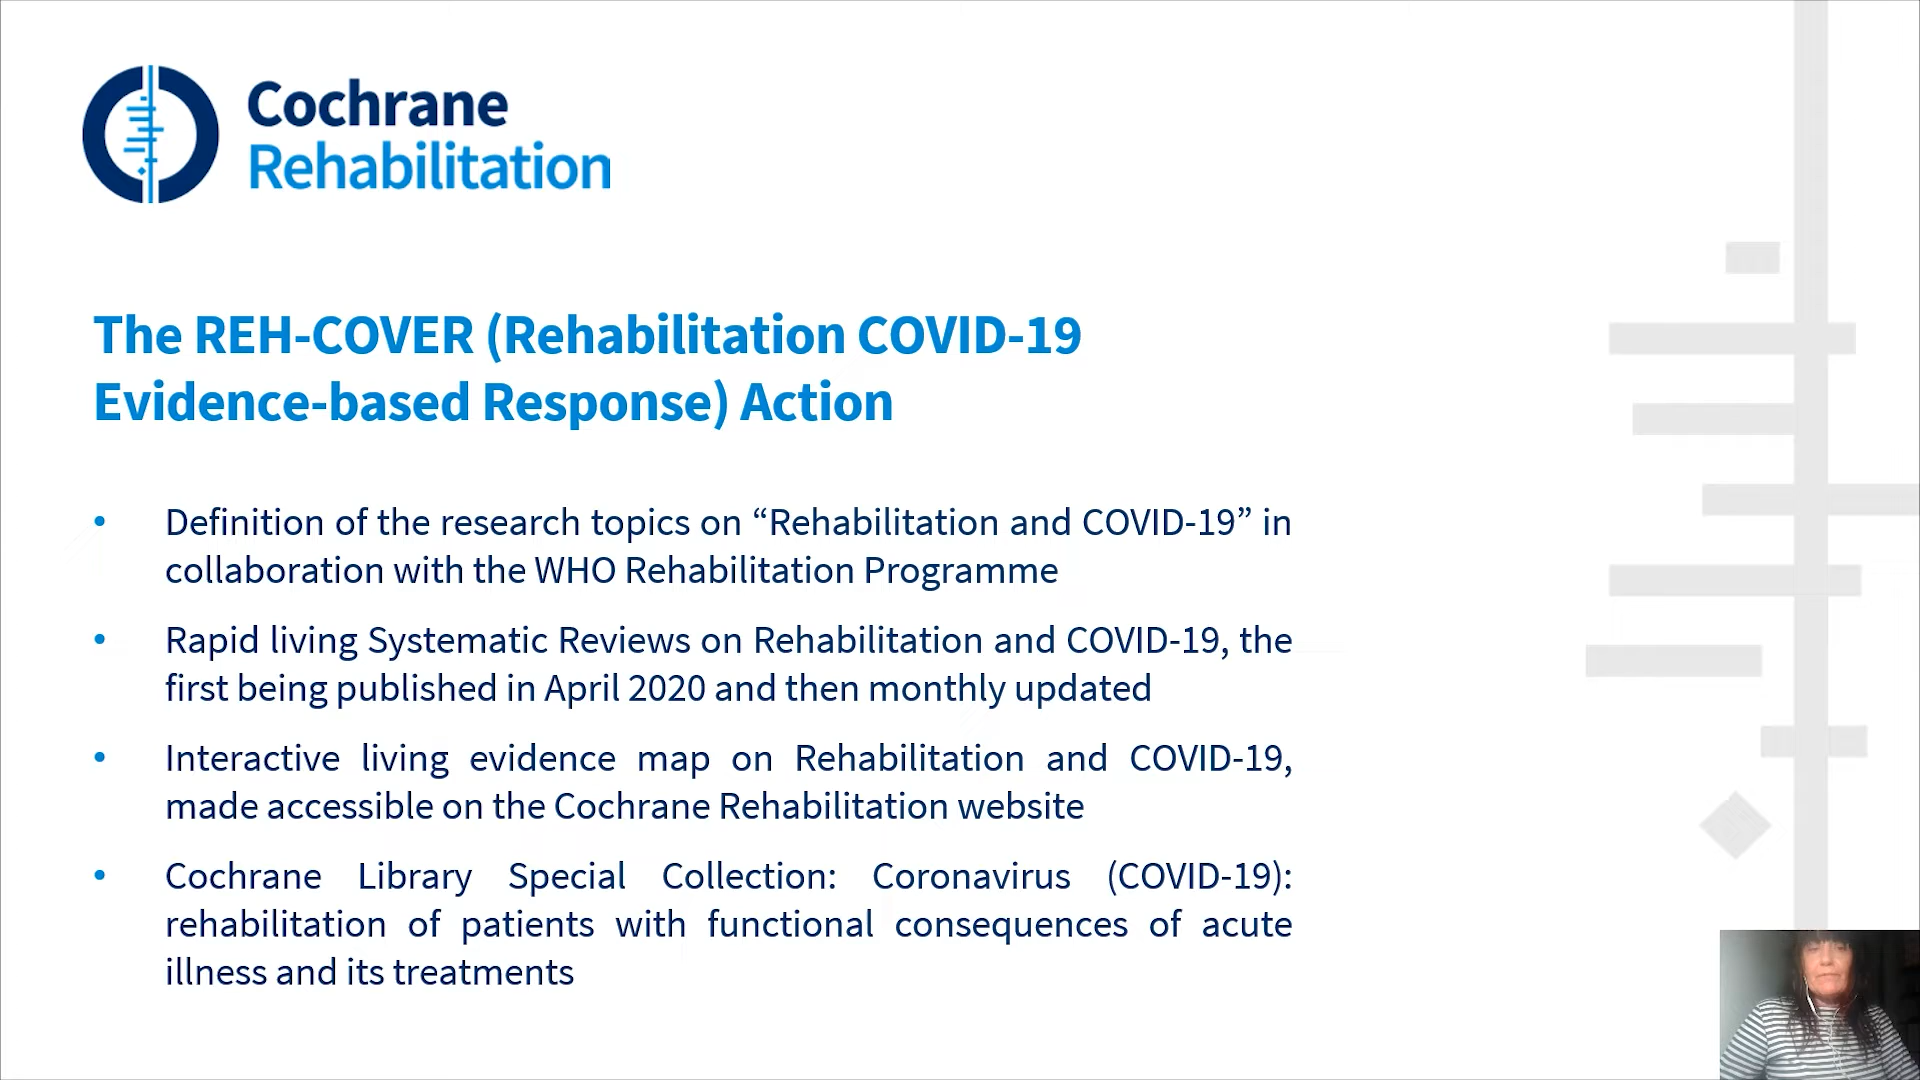 Cochrane
Rehabilitation
The REH-COVER (Rehabilitation COVID-19
Evidence-based Response) Action
• Definition of the research topics on “Rehabilitation and COVID-19” in
collaboration with the WHO Rehabilitation Programme
• Rapid living Systematic Reviews on Rehabilitation and COVID-19, the
first being published in April 2020 and then monthly updated
• Interactive living evidence map on Rehabilitation and COVID-19,
made accessible on the Cochrane Rehabilitation website
• Cochrane Library Special Collection: Coronavirus (COVID-19):
rehabilitation of patients with functional consequences of acute
illness and its treatments